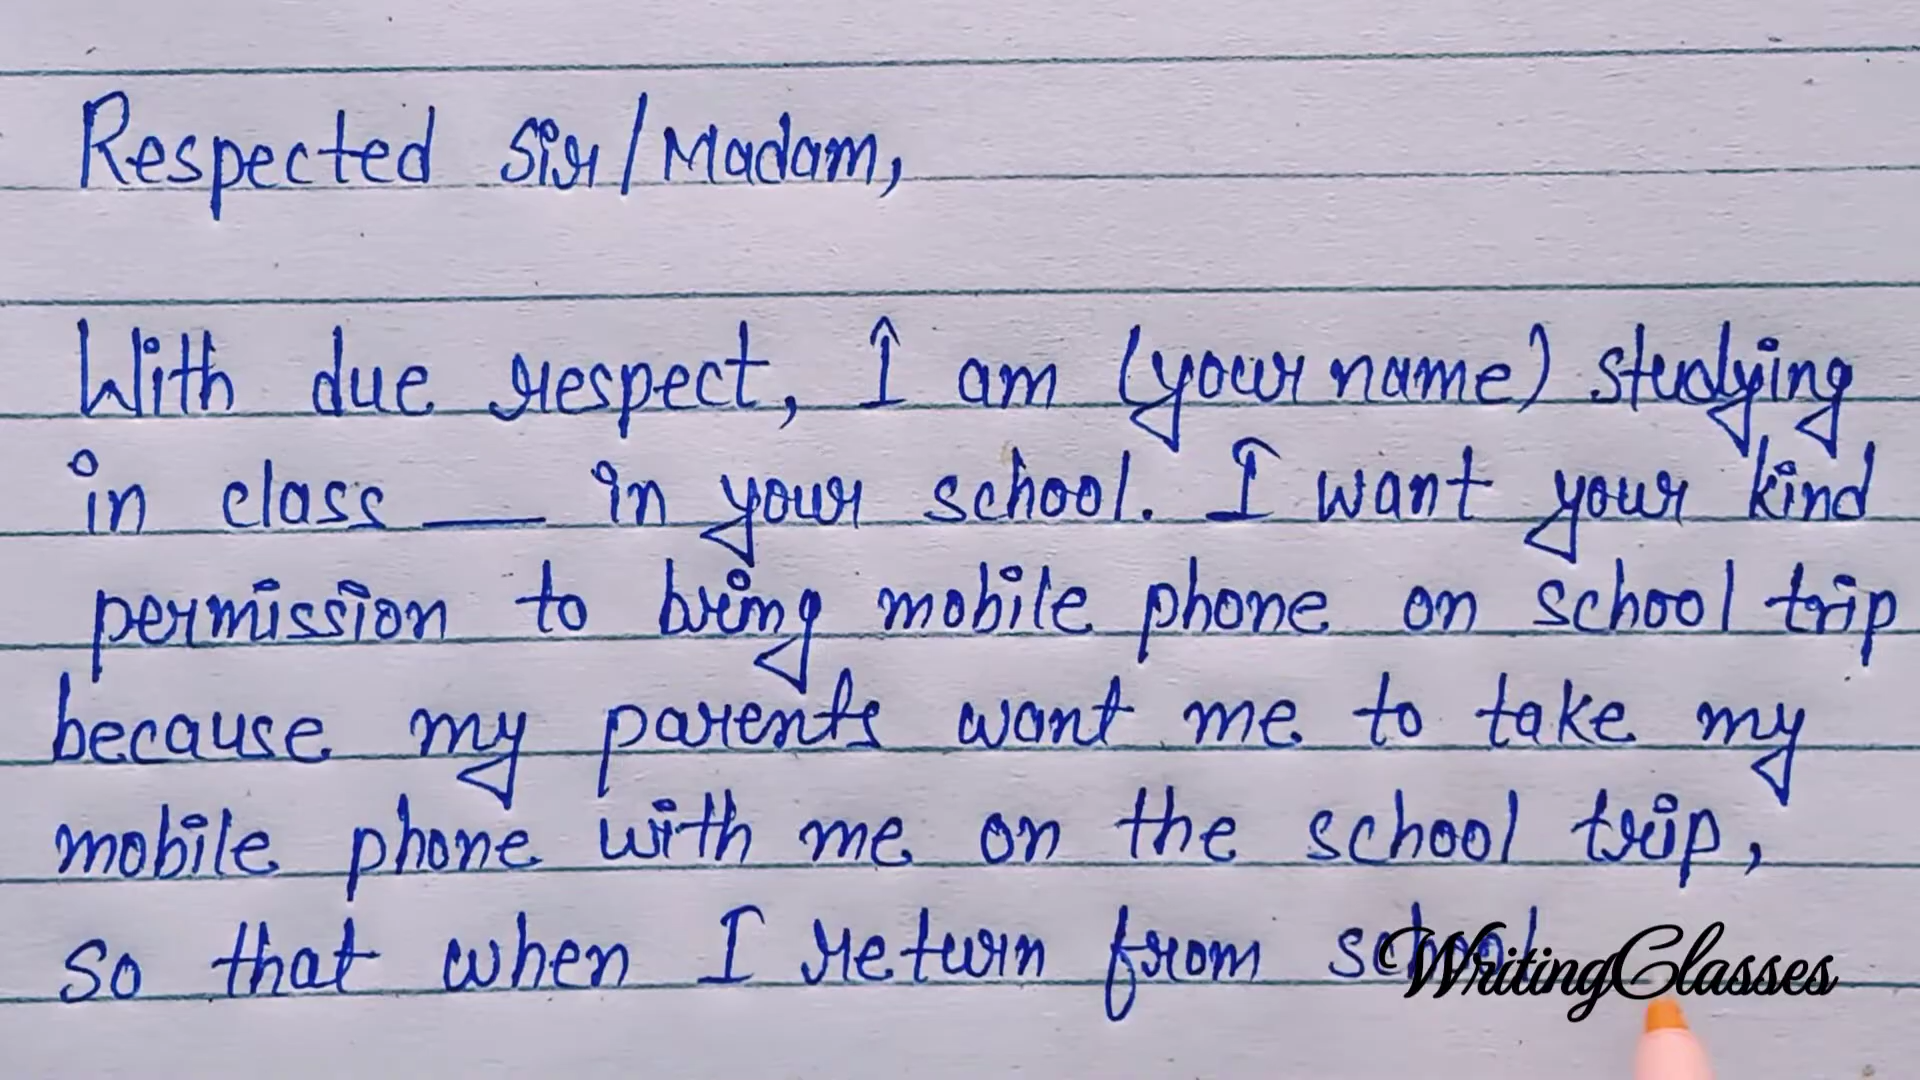 Respected Sir/Madam,
With due respect, I am (your name) studying
in class ___ in your school. I want your kind
permission to bring mobile phone on school trip
because my parents want me to take my
mobile phone with me on the school trip,
so that when I return from school
WritingClasses